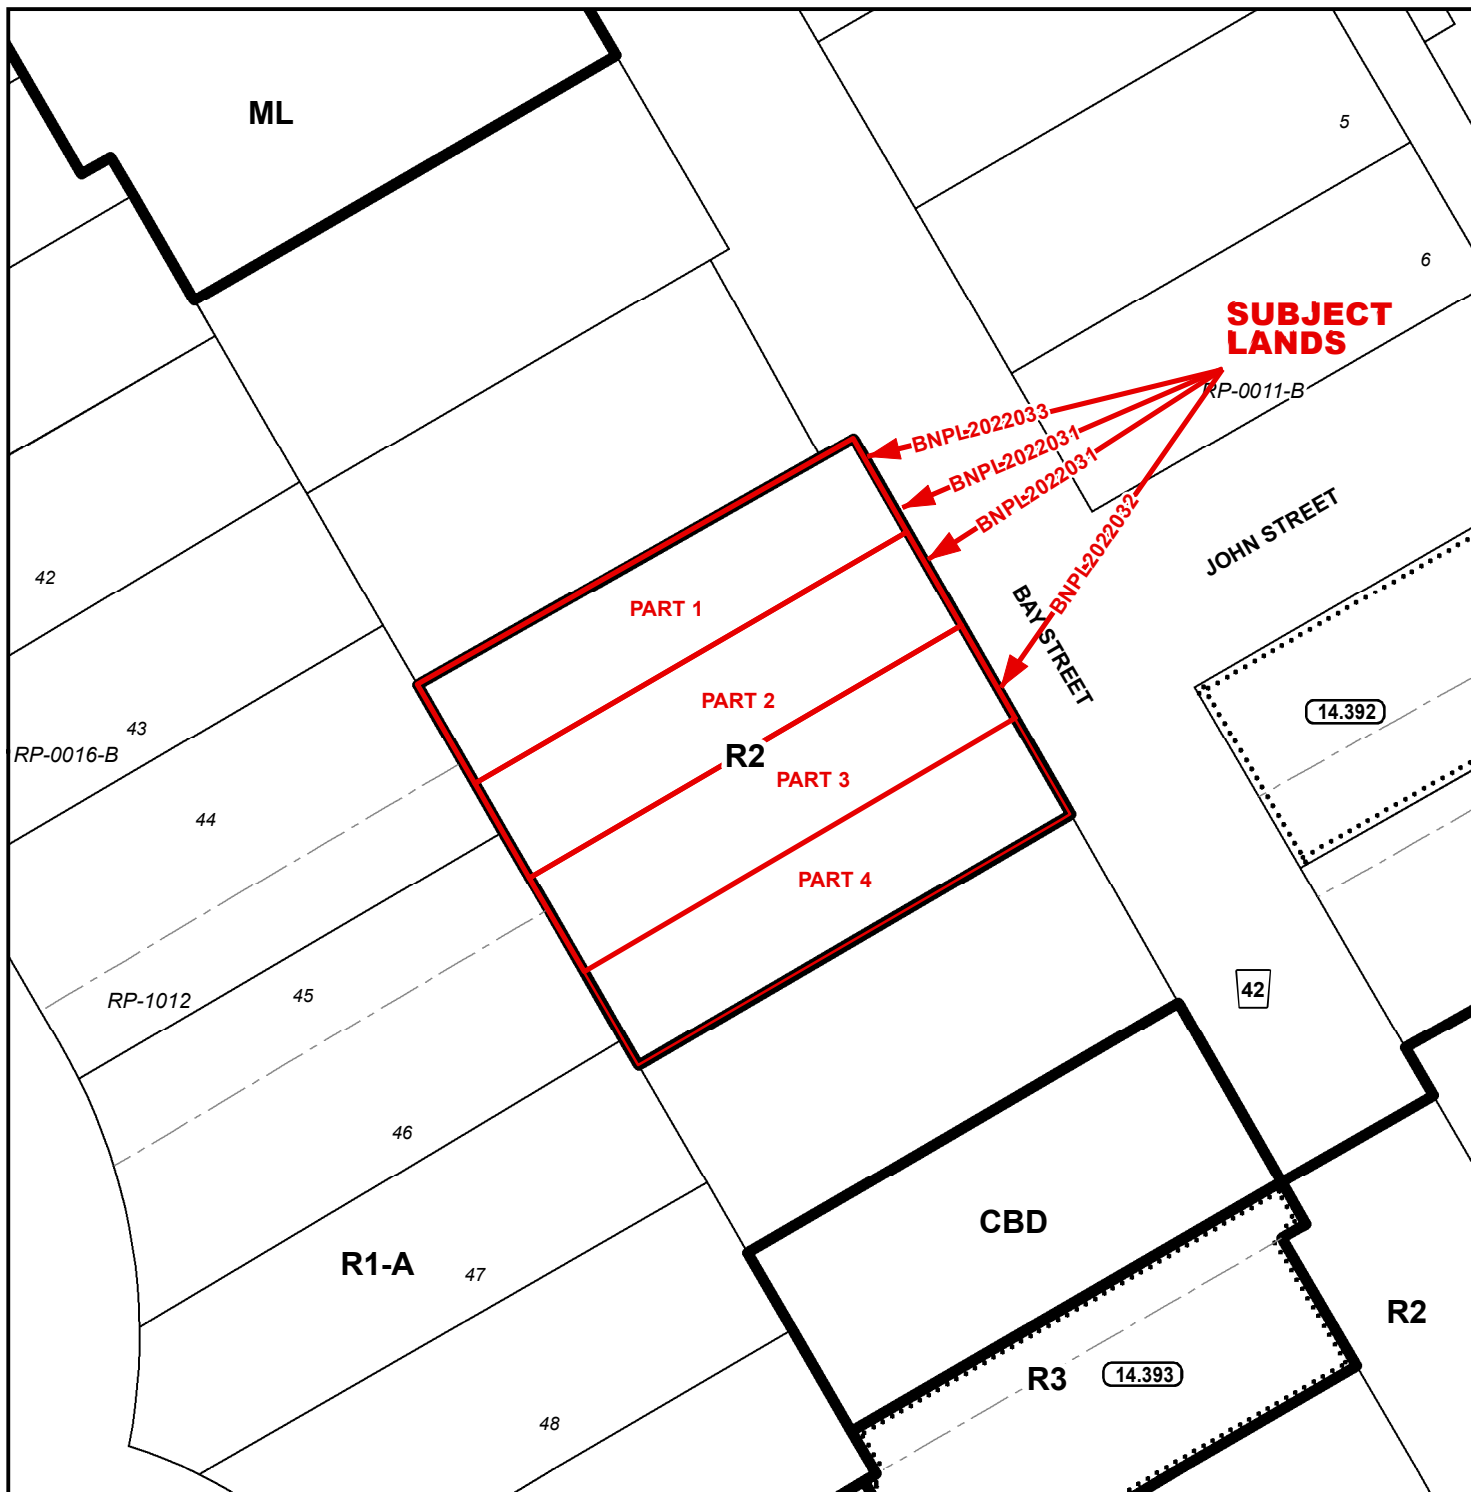 ML
5
6
SUBJECT
LANDS
RP-0011-B
BNPL-2022033
BNPL-2022031
BNPL-2022031
BNPL-2022032
JOHN STREET
BAY STREET
42
PART 1
PART 2
14.392
43
RP-0016-B
R2
PART 3
44
PART 4
RP-1012
45
42
46
CBD
R1-A
47
R2
R3
14.393
48